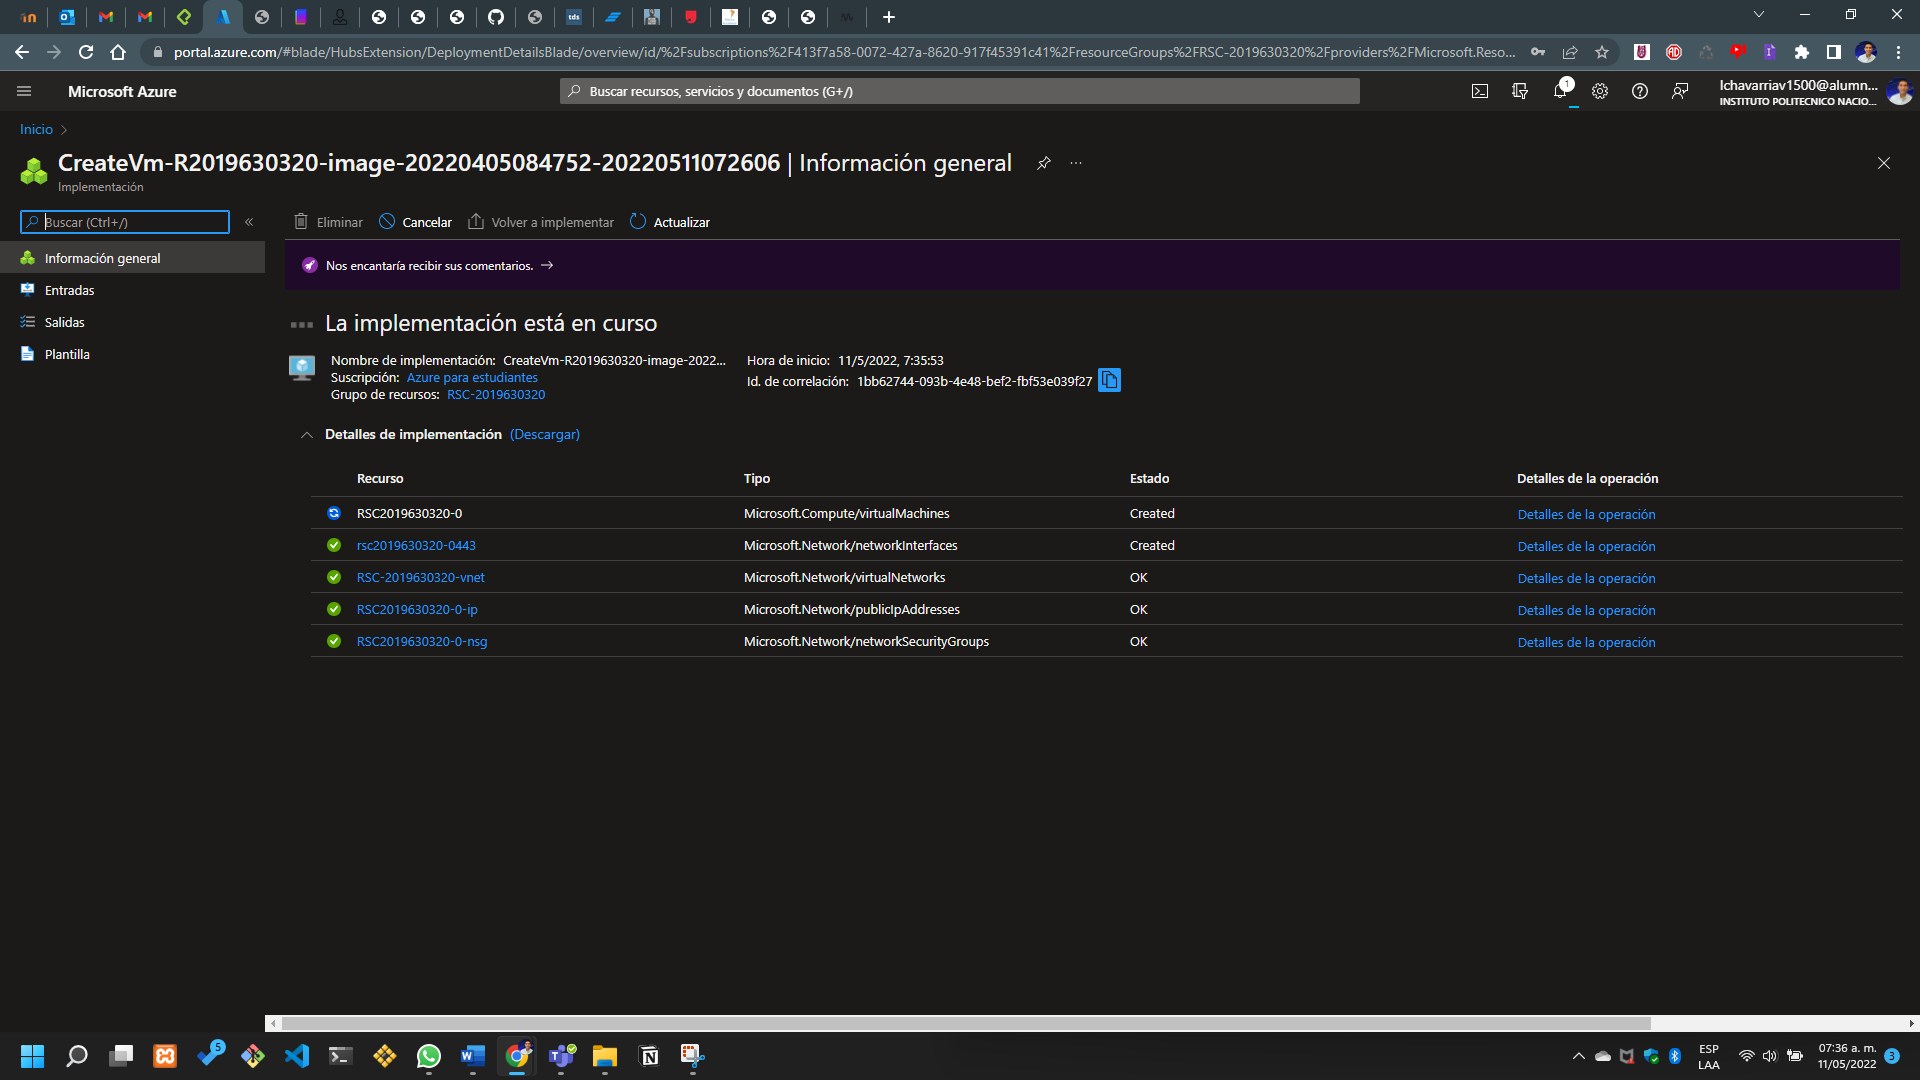 tds
portal.azure.com/#blade/HubsExtension/DeploymentDetailsBlade/overview/id/%2Fsubscriptions%2F413f7a58-0072-427a-8620-917f45391c41%2FresourceGroups%2FRSC-2019630320%2Fproviders%2FMicrosoft.Reso...
Microsoft Azure
Buscar recursos, servicios y documentos (G+/)
1
lchavarriav1500@alumn...
INSTITUTO POLITECNICO NACIO...
Inicio
CreateVm-R2019630320-image-20220405084752-20220511072606 | Información general
Implementación
Buscar (Ctrl+/)
Eliminar
Cancelar
Volver a implementar
Actualizar
Información general
Entradas
Salidas
Plantilla
Nos encantaría recibir sus comentarios.
La implementación está en curso
Nombre de implementación: CreateVm-R2019630320-image-2022...
Suscripción: Azure para estudiantes
Grupo de recursos: RSC-2019630320
Hora de inicio: 11/5/2022, 7:35:53
Id. de correlación: 1bb62744-093b-4e48-bef2-fbf53e039f27
Detalles de implementación (Descargar)
Recurso Tipo Estado Detalles de la operación
RSC2019630320-0 Microsoft.Compute/virtualMachines Created Detalles de la operación
rsc2019630320-0443 Microsoft.Network/networkInterfaces Created Detalles de la operación
RSC-2019630320-vnet Microsoft.Network/virtualNetworks OK Detalles de la operación
RSC2019630320-0-ip Microsoft.Network/publicIpAddresses OK Detalles de la operación
RSC2019630320-0-nsg Microsoft.Network/networkSecurityGroups OK Detalles de la operación
5
ESP
LAA
07:36 a. m.
11/05/2022
3